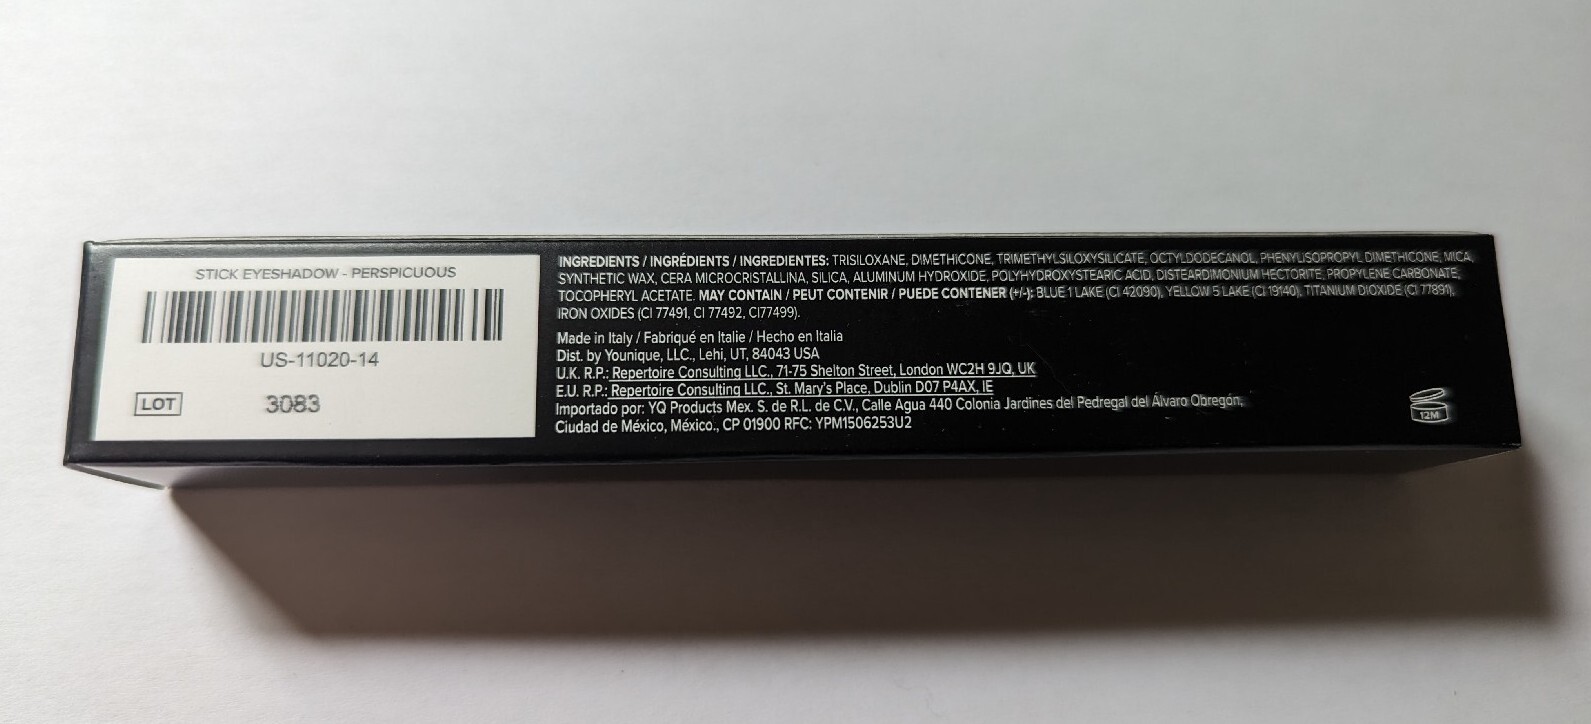 STICK EYESHADOW - PERSPICUOUS
US-11020-14
LOT 3083
INGREDIENTS / INGRÉDIENTS / INGREDIENTES: TRISILOXANE, DIMETHICONE, TRIMETHYLSILOXYSILICATE, OCTYLDODECANOL, PHENYLISOPROPYL DIMETHICONE, MICA,
SYNTHETIC WAX, CERA MICROCRISTALLINA, SILICA, ALUMINUM HYDROXIDE, POLYHYDROXYSTEARIC ACID, DISTEARDIMONIUM HECTORITE, PROPYLENE CARBONATE,
TOCOPHERYL ACETATE. MAY CONTAIN / PEUT CONTENIR / PUEDE CONTENER (+/-): BLUE 1 LAKE (CI 42090), YELLOW 5 LAKE (CI 19140), TITANIUM DIOXIDE (CI 77891),
IRON OXIDES (CI 77491, CI 77492, CI77499).
Made in Italy / Fabriqué en Italie / Hecho en Italia
Dist. by Younique, LLC., Lehi, UT, 84043 USA
U.K. R.P.: Repertoire Consulting LLC., 71-75 Shelton Street, London WC2H 9JQ, UK
E.U. R.P.: Repertoire Consulting LLC., St. Mary's Place, Dublin D07 P4AX, IE
Importado por: YQ Products Mex. S. de R.L. de C.V., Calle Agua 440 Colonia Jardines del Pedregal del Álvaro Obregón,
Ciudad de México, México., CP 01900 RFC: YPM1506253U2
12M